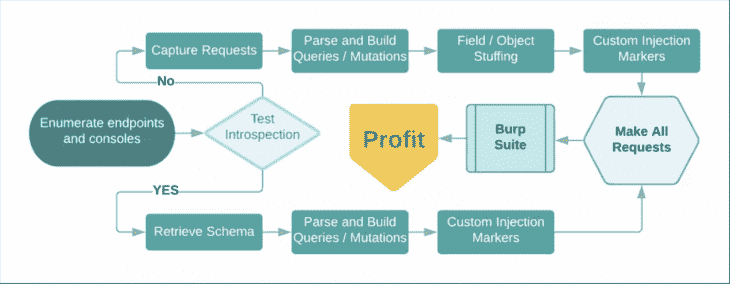 Capture Requests
Parse and Build
Queries / Mutations
Field / Object
Stuffing
Custom Injection
Markers
No
Enumerate endpoints
and consoles
Test
Introspection
Profit
Burp
Suite
Make All
Requests
YES
Retrieve Schema
Parse and Build
Queries / Mutations
Custom Injection
Markers